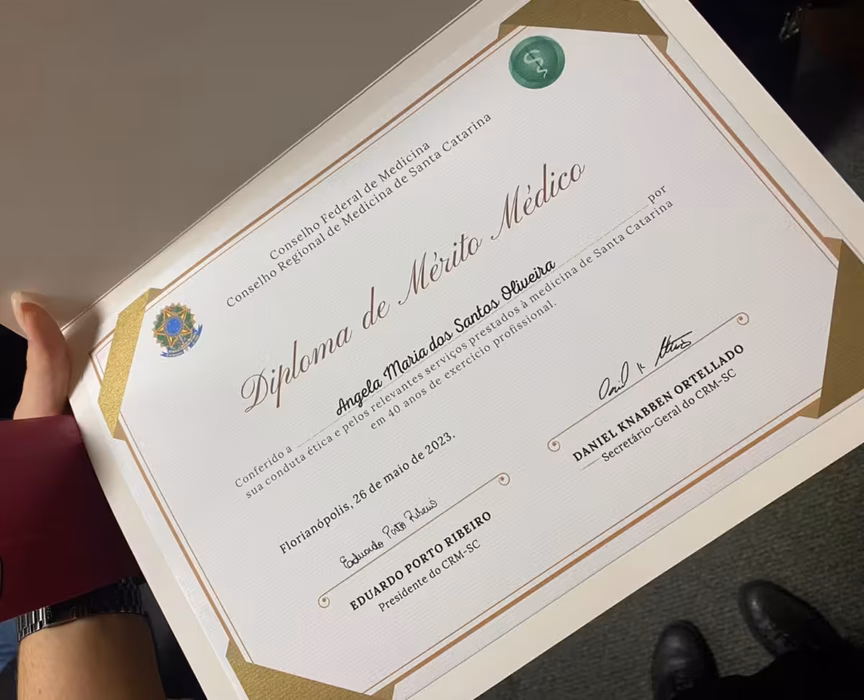 Conselho Federal de Medicina
Conselho Regional de Medicina de Santa Catarina
Diploma de Mérito Médico
Conferido a Angela Maria dos Santos Oliveira por
sua conduta ética e pelos relevantes serviços prestados à medicina de Santa Catarina
em 40 anos de exercício profissional.
Florianópolis, 26 de maio de 2023.
Eduardo Porto Ribeiro
EDUARDO PORTO RIBEIRO
Presidente do CRM-SC
DANIEL KNABBEN ORTELLADO
Secretário-Geral do CRM-SC